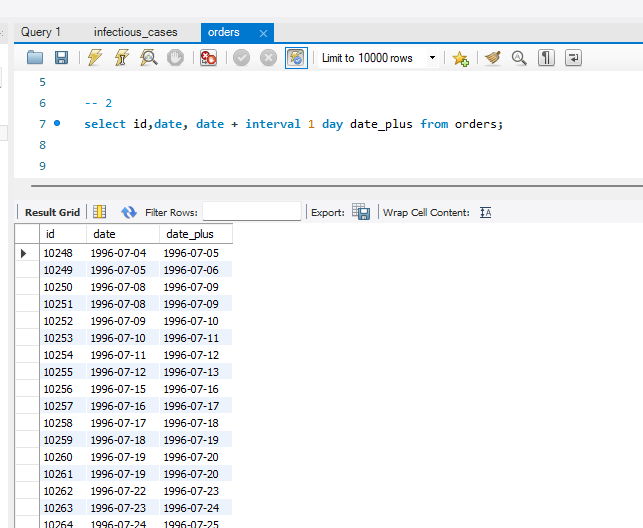 Query 1 infectious_cases orders
Limit to 10000 rows
5
6 -- 2
7 select id,date, date + interval 1 day date_plus from orders;
8
9
Result Grid Filter Rows: Export: Wrap Cell Content:
id date date_plus
10248 1996-07-04 1996-07-05
10249 1996-07-05 1996-07-06
10250 1996-07-08 1996-07-09
10251 1996-07-08 1996-07-09
10252 1996-07-09 1996-07-10
10253 1996-07-10 1996-07-11
10254 1996-07-11 1996-07-12
10255 1996-07-12 1996-07-13
10256 1996-07-15 1996-07-16
10257 1996-07-16 1996-07-17
10258 1996-07-17 1996-07-18
10259 1996-07-18 1996-07-19
10260 1996-07-19 1996-07-20
10261 1996-07-19 1996-07-20
10262 1996-07-22 1996-07-23
10263 1996-07-23 1996-07-24
10264 1996-07-24 1996-07-25